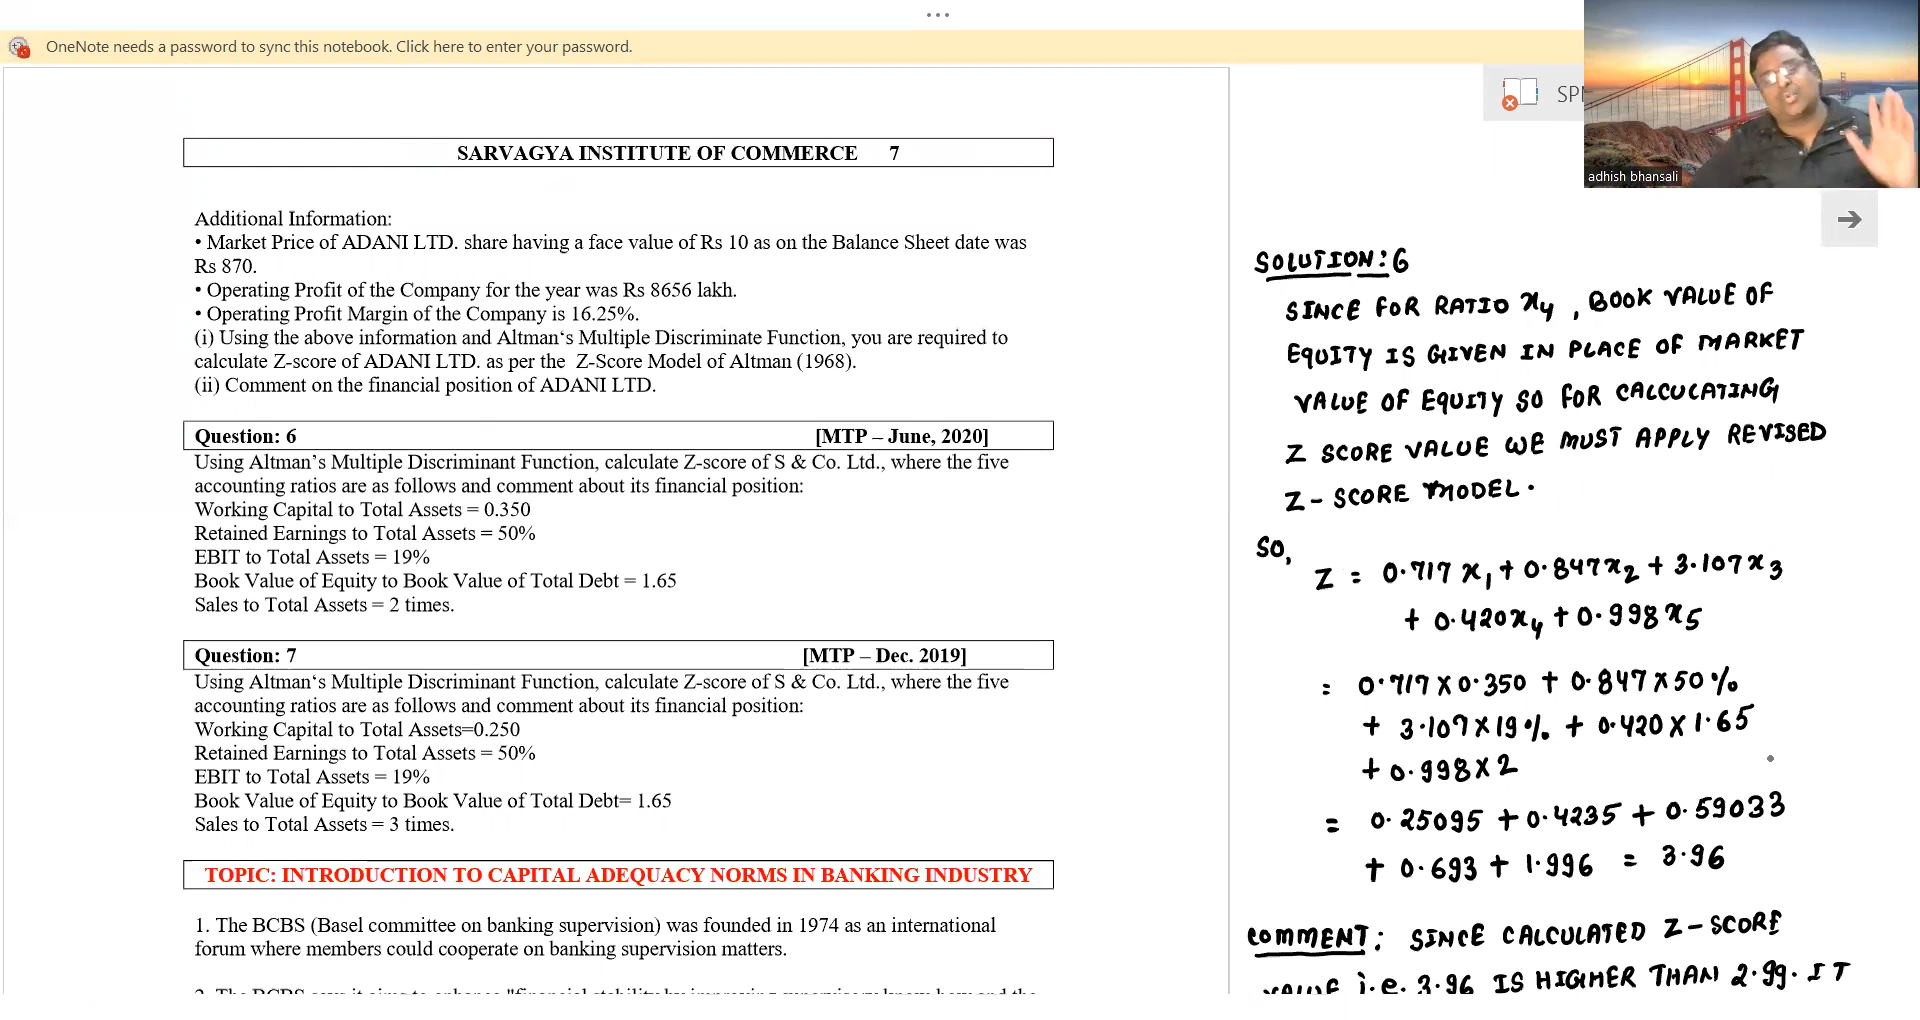 OneNote needs a password to sync this notebook. Click here to enter your password.
SARVAGYA INSTITUTE OF COMMERCE 7
Additional Information:
• Market Price of ADANI LTD. share having a face value of Rs 10 as on the Balance Sheet date was
Rs 870.
• Operating Profit of the Company for the year was Rs 8656 lakh.
• Operating Profit Margin of the Company is 16.25%.
(i) Using the above information and Altman‘s Multiple Discriminate Function, you are required to
calculate Z-score of ADANI LTD. as per the Z-Score Model of Altman (1968).
(ii) Comment on the financial position of ADANI LTD.
Question: 6 [MTP – June, 2020]
Using Altman’s Multiple Discriminant Function, calculate Z-score of S & Co. Ltd., where the five
accounting ratios are as follows and comment about its financial position:
Working Capital to Total Assets = 0.350
Retained Earnings to Total Assets = 50%
EBIT to Total Assets = 19%
Book Value of Equity to Book Value of Total Debt = 1.65
Sales to Total Assets = 2 times.
Question: 7 [MTP – Dec. 2019]
Using Altman‘s Multiple Discriminant Function, calculate Z-score of S & Co. Ltd., where the five
accounting ratios are as follows and comment about its financial position:
Working Capital to Total Assets=0.250
Retained Earnings to Total Assets = 50%
EBIT to Total Assets = 19%
Book Value of Equity to Book Value of Total Debt= 1.65
Sales to Total Assets = 3 times.
TOPIC: INTRODUCTION TO CAPITAL ADEQUACY NORMS IN BANKING INDUSTRY
1. The BCBS (Basel committee on banking supervision) was founded in 1974 as an international
forum where members could cooperate on banking supervision matters.
adhish bhansali
SOLUTION: 6
SINCE FOR RATIO x4, BOOK VALUE OF
EQUITY IS GIVEN IN PLACE OF MARKET
VALUE OF EQUITY SO FOR CALCULATING
Z SCORE VALUE WE MUST APPLY REVISED
Z-SCORE MODEL.
SO,
Z = 0.717 x1 + 0.847x2 + 3.107x3
+ 0.420x4 + 0.998x5
= 0.717 x 0.350 + 0.847 x 50%
+ 3.107 x 19% + 0.420 x 1.65
+ 0.998 x 2
= 0.25095 + 0.4235 + 0.59033
+ 0.693 + 1.996 = 3.96
COMMENT: SINCE CALCULATED Z-SCORE
VALUE i.e. 3.96 IS HIGHER THAN 2.99. IT